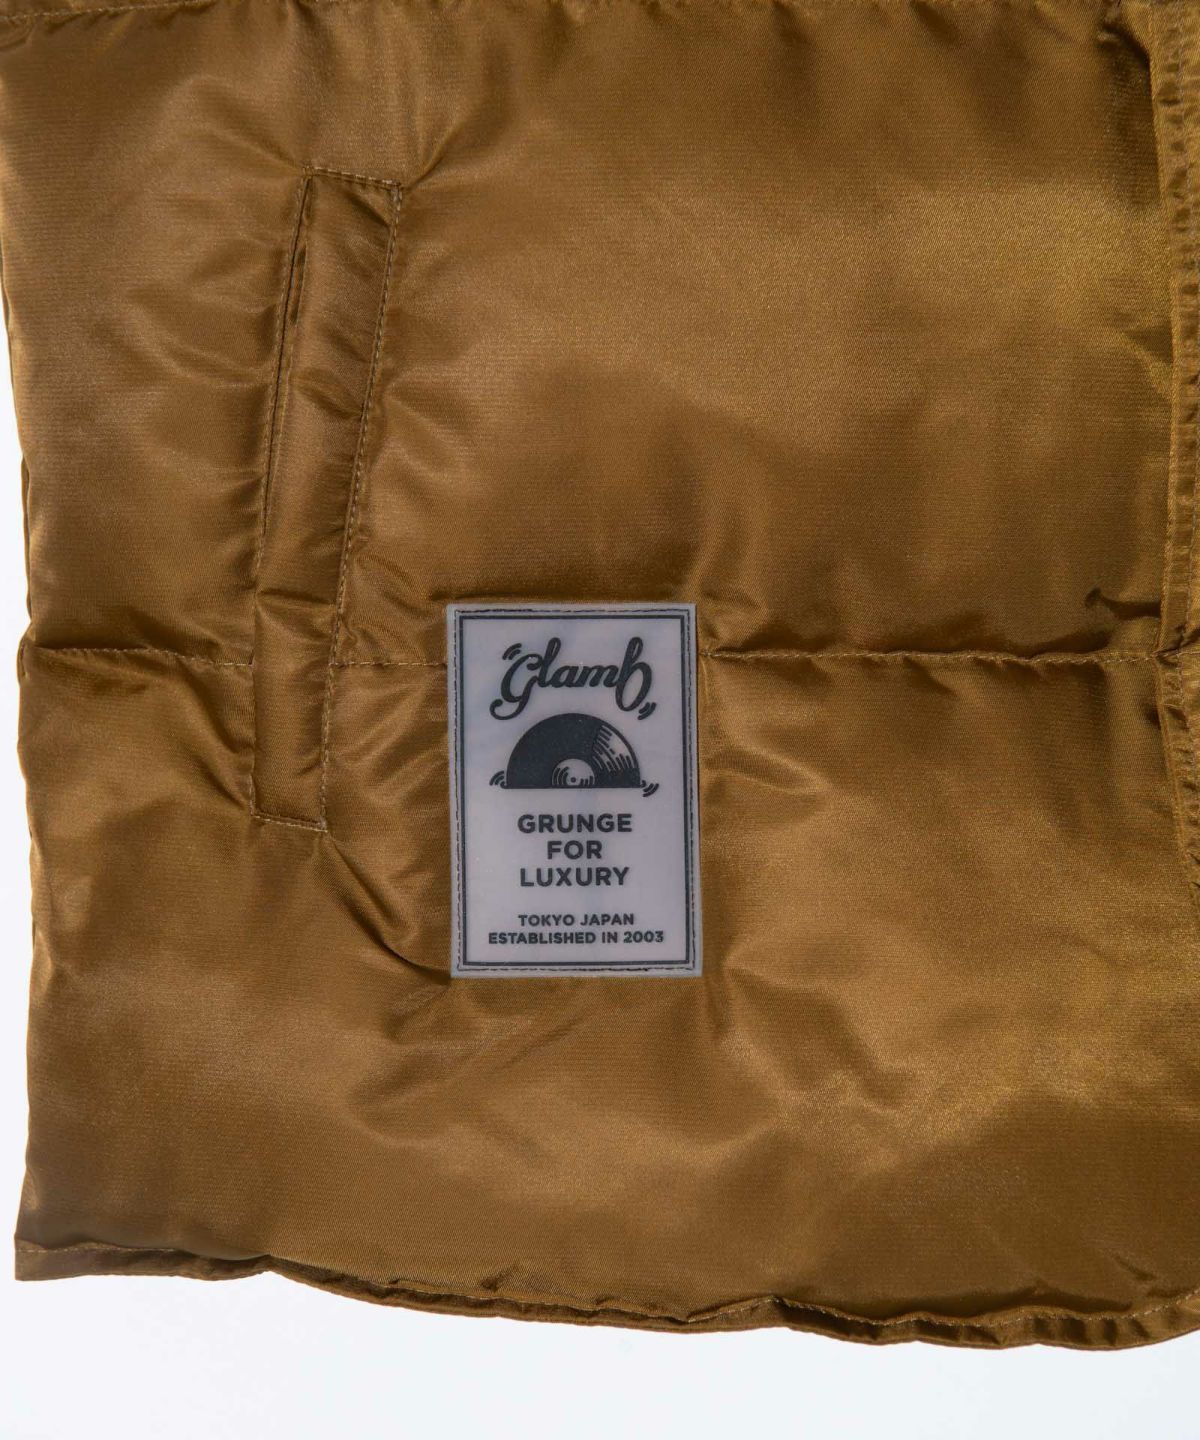 glamb
GRUNGE
FOR
LUXURY
TOKYO JAPAN
ESTABLISHED IN 2003